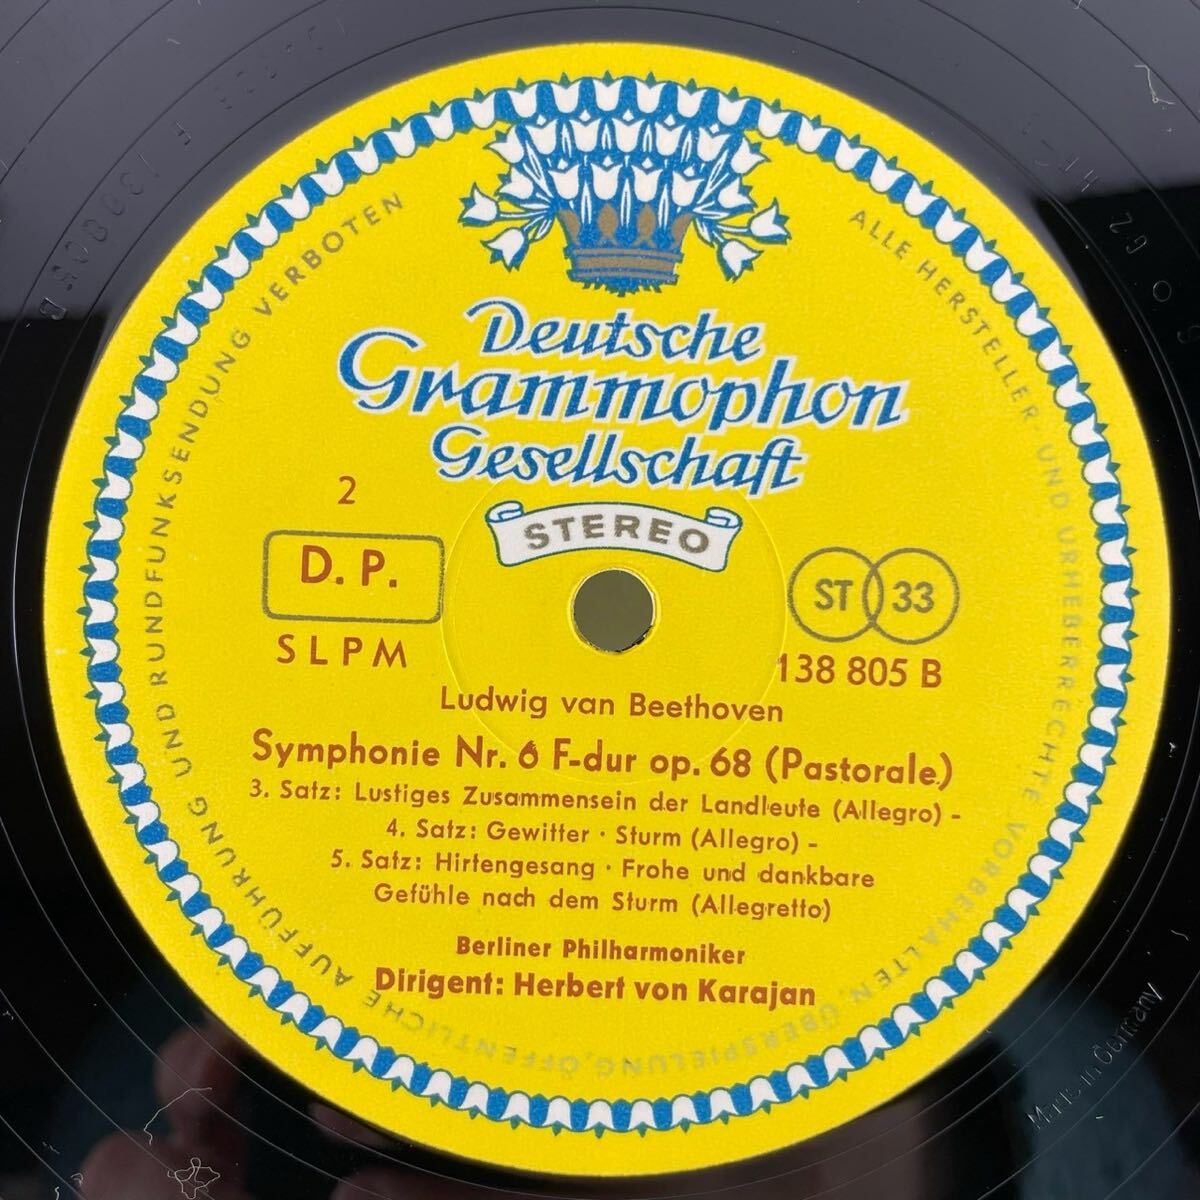 Deutsche
Grammophon
Gesellschaft
STEREO
2
D. P.
SLPM
ST 33
138 805 B
Ludwig van Beethoven
Symphonie Nr. 6 F-dur op. 68 (Pastorale)
3. Satz: Lustiges Zusammensein der Landleute (Allegro) -
4. Satz: Gewitter · Sturm (Allegro) -
5. Satz: Hirtengesang · Frohe und dankbare
Gefühle nach dem Sturm (Allegretto)
Berliner Philharmoniker
Dirigent: Herbert von Karajan
ALLE HERSTELLER- UND URHEBERRECHTE VORBEHALTEN, ÜBERSPIELUNG, ÖFFENTLICHE AUFFÜHRUNG UND RUNDFUNKSENDUNG VERBOTEN
Made in Germany